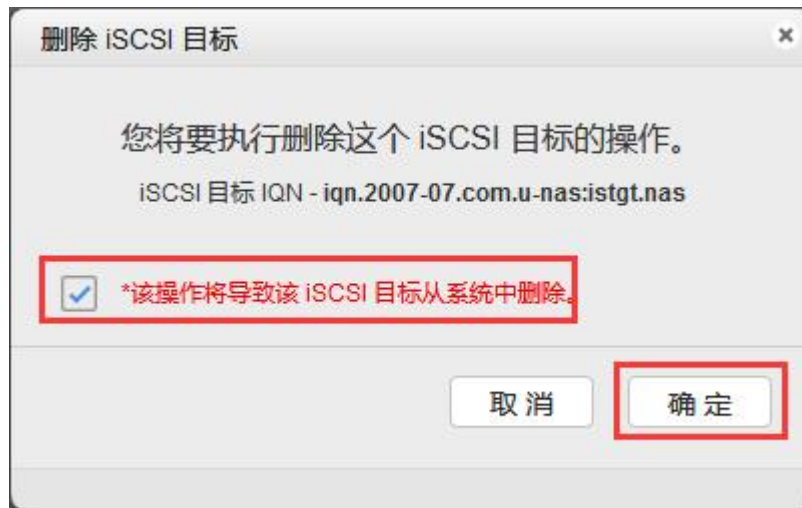 删除 iSCSI 目标
您将要执行删除这个 iSCSI 目标的操作。
iSCSI 目标 IQN - iqn.2007-07.com.u-nas:istgt.nas
*该操作将导致该 iSCSI 目标从系统中删除。
取 消 确 定